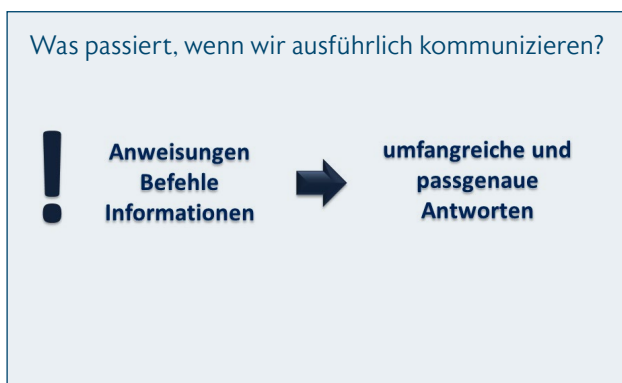 Was passiert, wenn wir ausführlich kommunizieren?
!
Anweisungen
Befehle
Informationen
umfangreiche und
passgenaue
Antworten